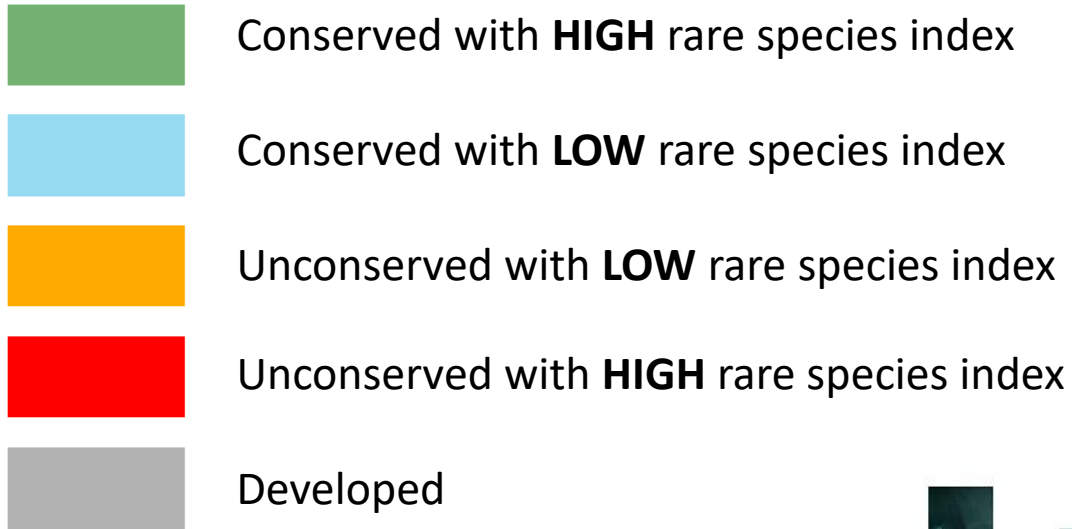 Conserved with HIGH rare species index
Conserved with LOW rare species index
Unconserved with LOW rare species index
Unconserved with HIGH rare species index
Developed